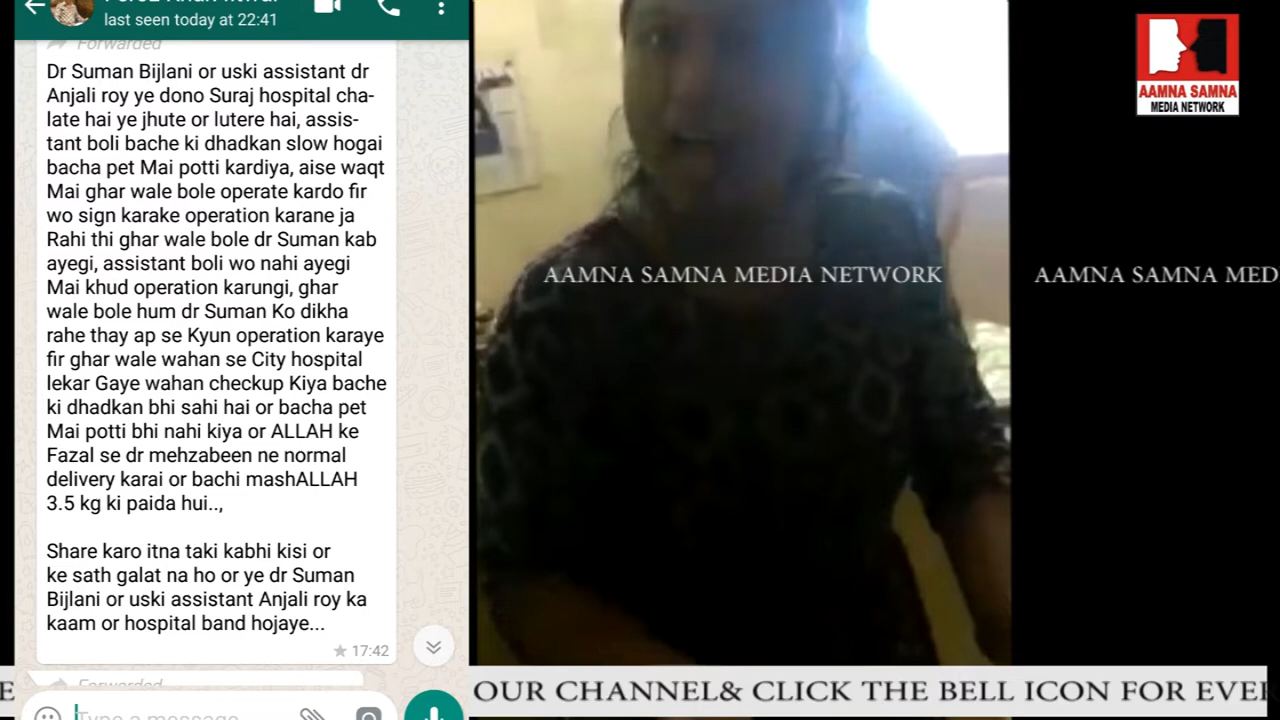 last seen today at 22:41
Forwarded
Dr Suman Bijlani or uski assistant dr
Anjali roy ye dono Suraj hospital cha-
late hai ye jhute or lutere hai, assis-
tant boli bache ki dhadkan slow hogai
bacha pet Mai potti kardiya, aise waqt
Mai ghar wale bole operate kardo fir
wo sign karake operation karane ja
Rahi thi ghar wale bole dr Suman kab
ayegi, assistant boli wo nahi ayegi
Mai khud operation karungi, ghar
wale bole hum dr Suman Ko dikha
rahe thay ap se Kyun operation karaye
fir ghar wale wahan se City hospital
lekar Gaye wahan checkup Kiya bache
ki dhadkan bhi sahi hai or bacha pet
Mai potti bhi nahi kiya or ALLAH ke
Fazal se dr mehzabeen ne normal
delivery karai or bachi mashALLAH
3.5 kg ki paida hui..,
Share karo itna taki kabhi kisi or
ke sath galat na ho or ye dr Suman
Bijlani or uski assistant Anjali roy ka
kaam or hospital band hojaye...
17:42
Forwarded
Type a message
AAMNA SAMNA MEDIA NETWORK
AAMNA SAMNA MED
AAMNA SAMNA
MEDIA NETWORK
E OUR CHANNEL& CLICK THE BELL ICON FOR EVE